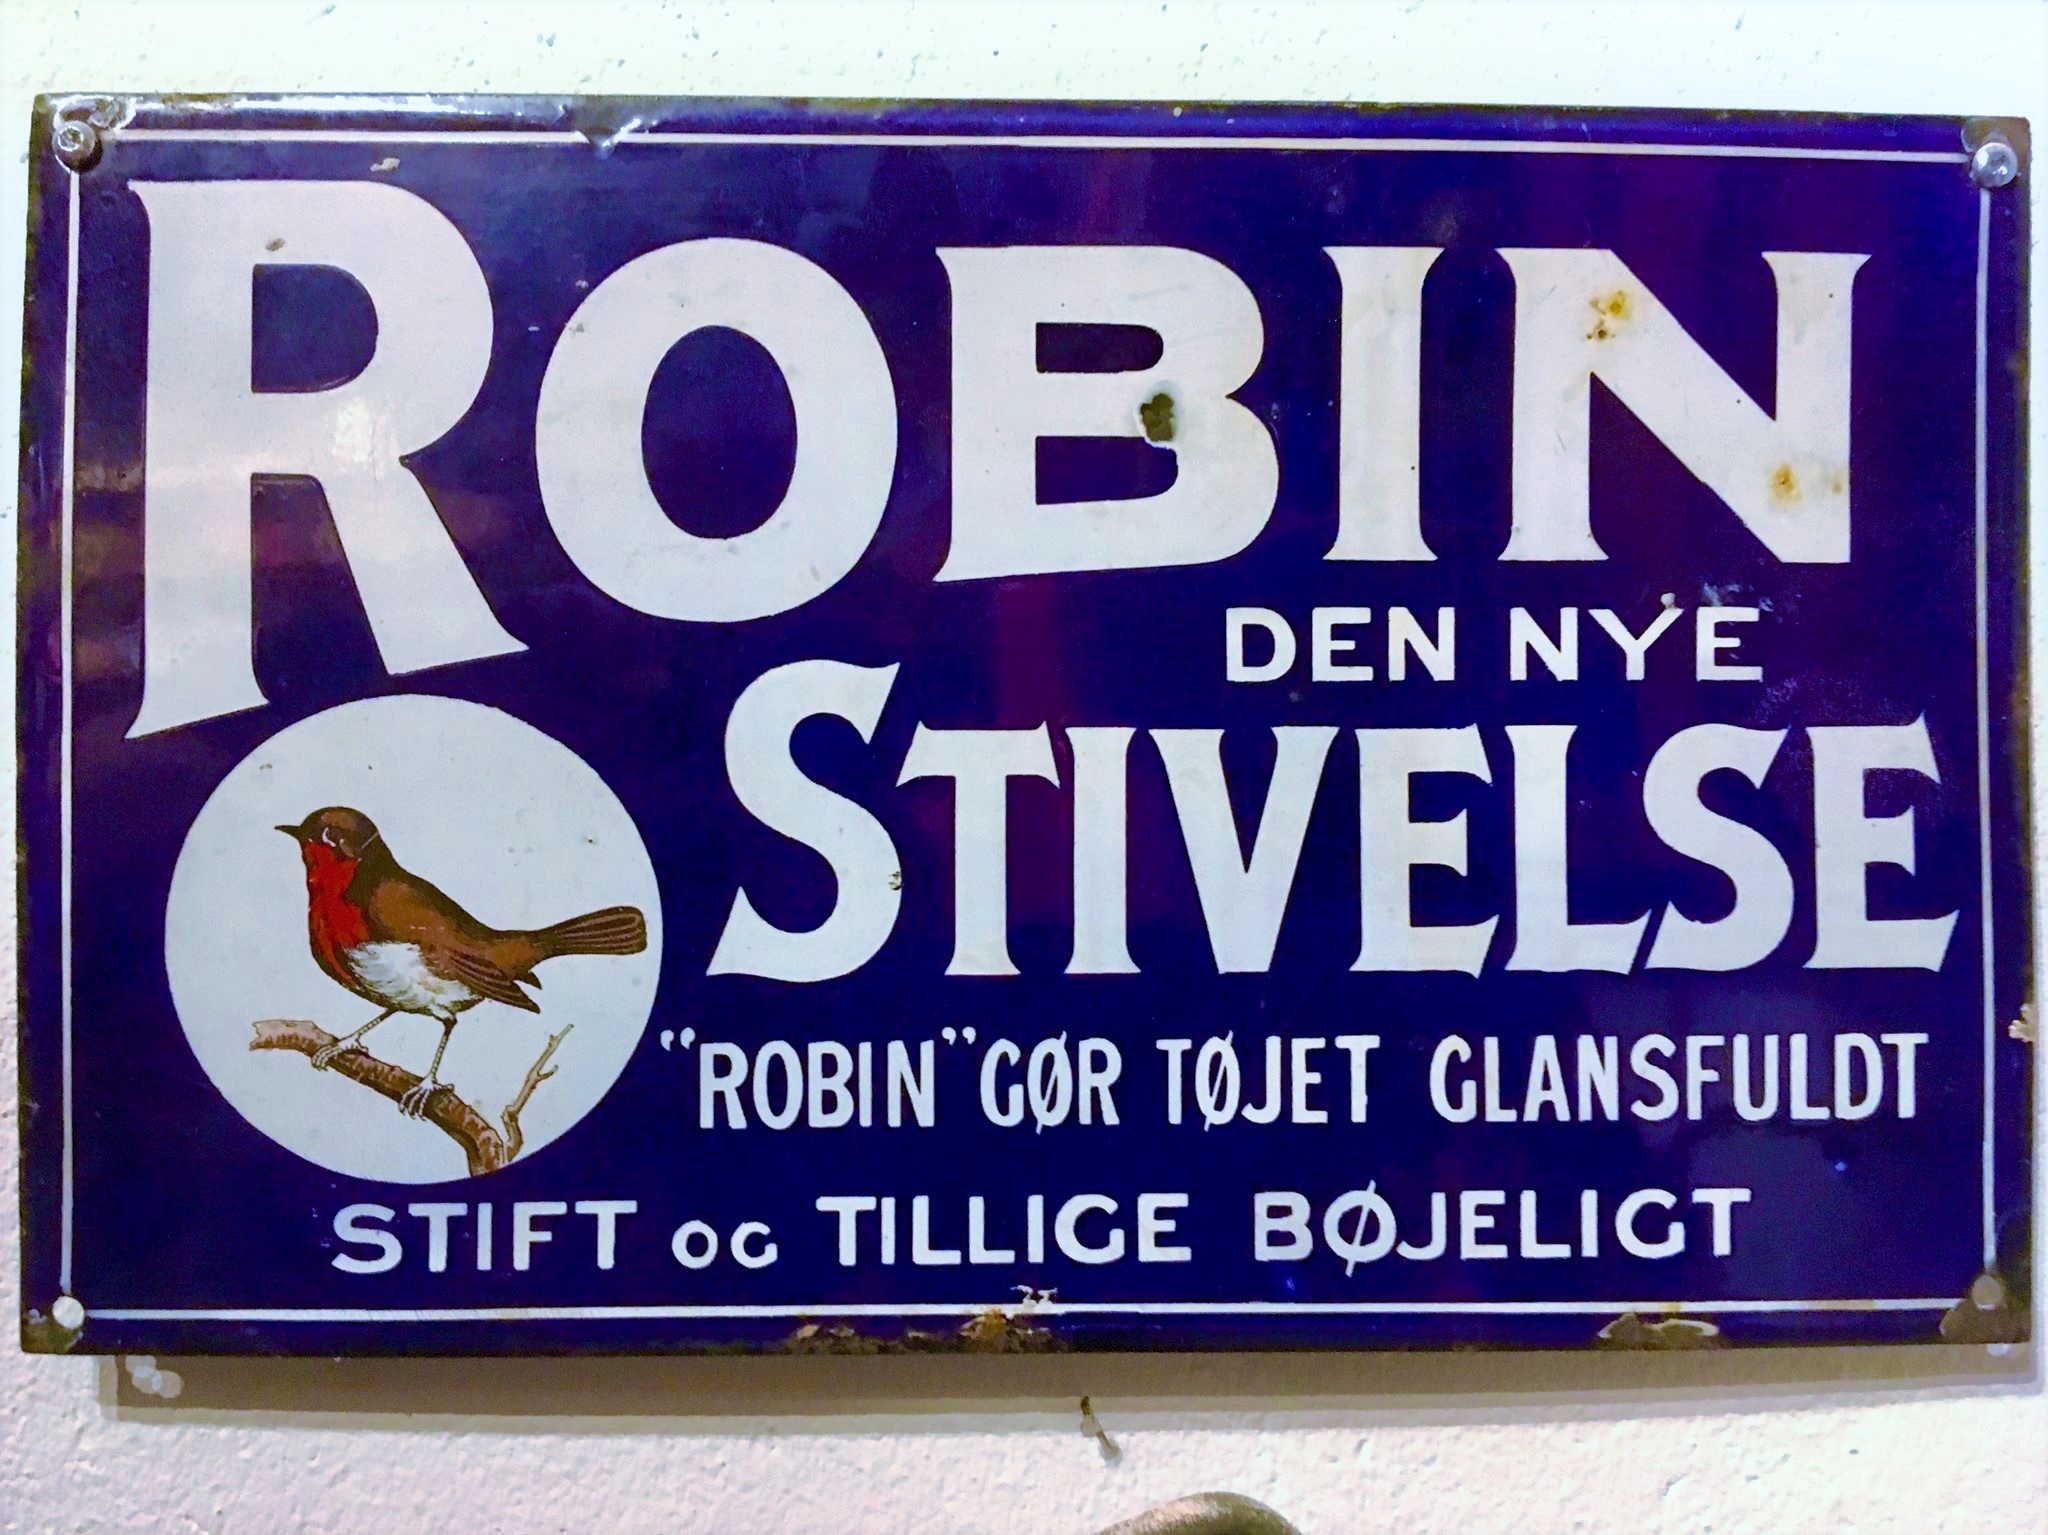 ROBIN
DEN NYE
STIVELSE
“ROBIN” GØR TØJET GLANSFULDT
STIFT OG TILLIGE BØJELIGT